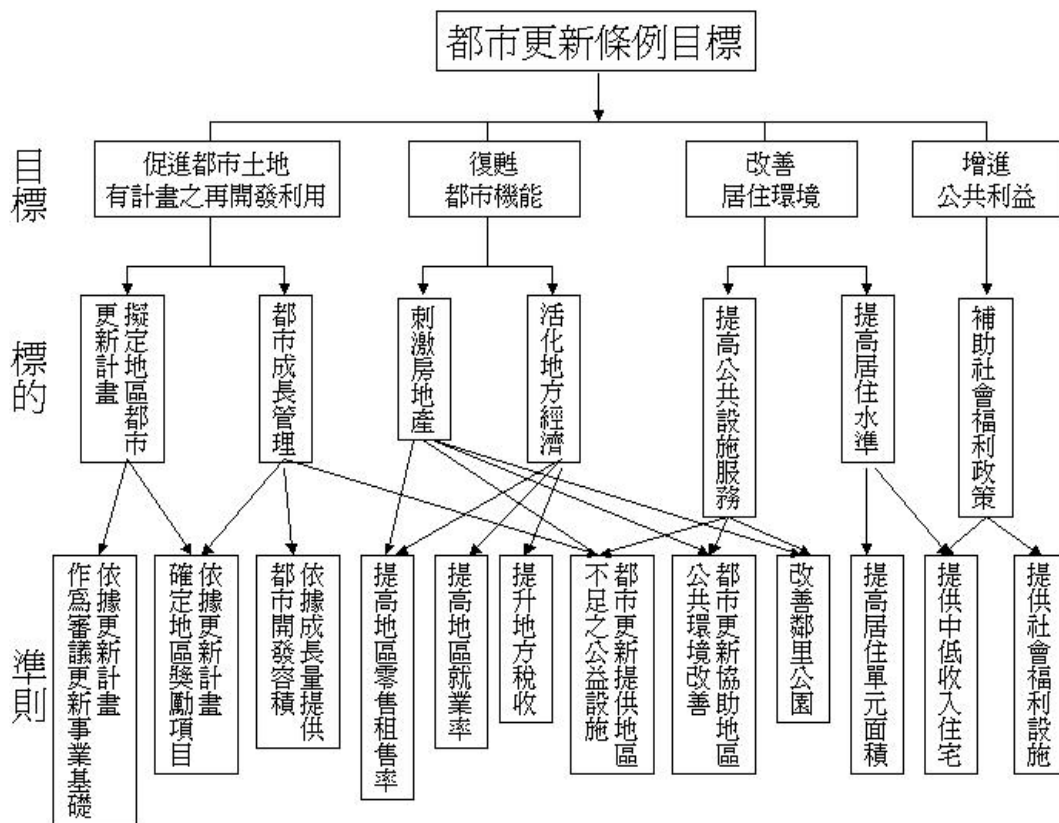 都市更新條例目標
目標
促進都市土地
有計畫之再開發利用
復甦
都市機能
改善
居住環境
增進
公共利益
標的
擬定地區都市
更新計畫
都市成長管理
刺激房地產
活化地方經濟
提高公共設施服務
提高居住水準
補助社會福利政策
準則
依據更新計畫
作為審議更新事業基礎
依據更新計畫
確定地區獎勵項目
依據成長量提供
都市開發容積
提高地區零售租售率
提高地區就業率
提升地方稅收
都市更新提供地區
不足之公益設施
都市更新協助地區
公共環境改善
改善鄰里公園
提高居住單元面積
提供中低收入住宅
提供社會福利設施